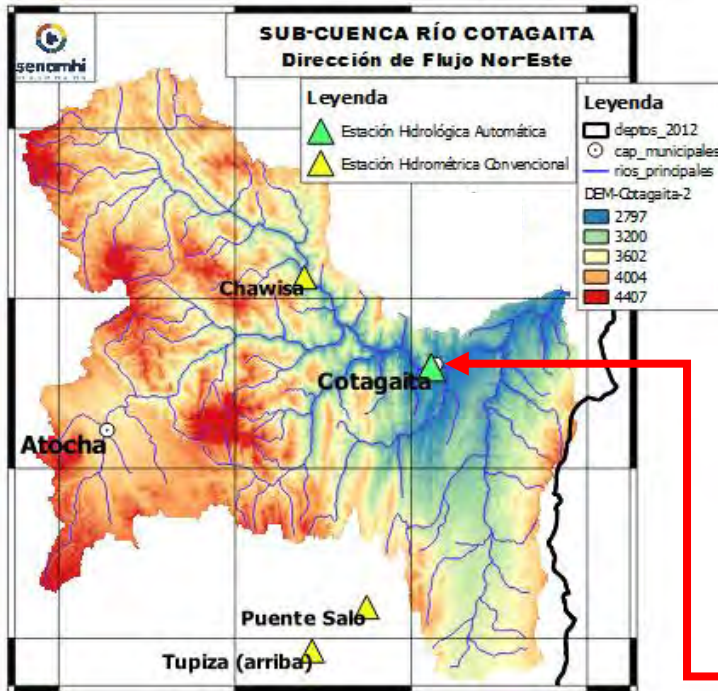 senamhi
SUB-CUENCA RÍO COTAGAITA
Dirección de Flujo Nor-Este
Leyenda
Estación Hidrológica Automática
Estación Hidrométrica Convencional
Leyenda
deptos_2012
cap_municipales
rios_principales
DEM-Cotagaita-2
2797
3200
3602
4004
4407
Chawisa
Cotagaita
Atocha
Puente Salo
Tupiza (arriba)